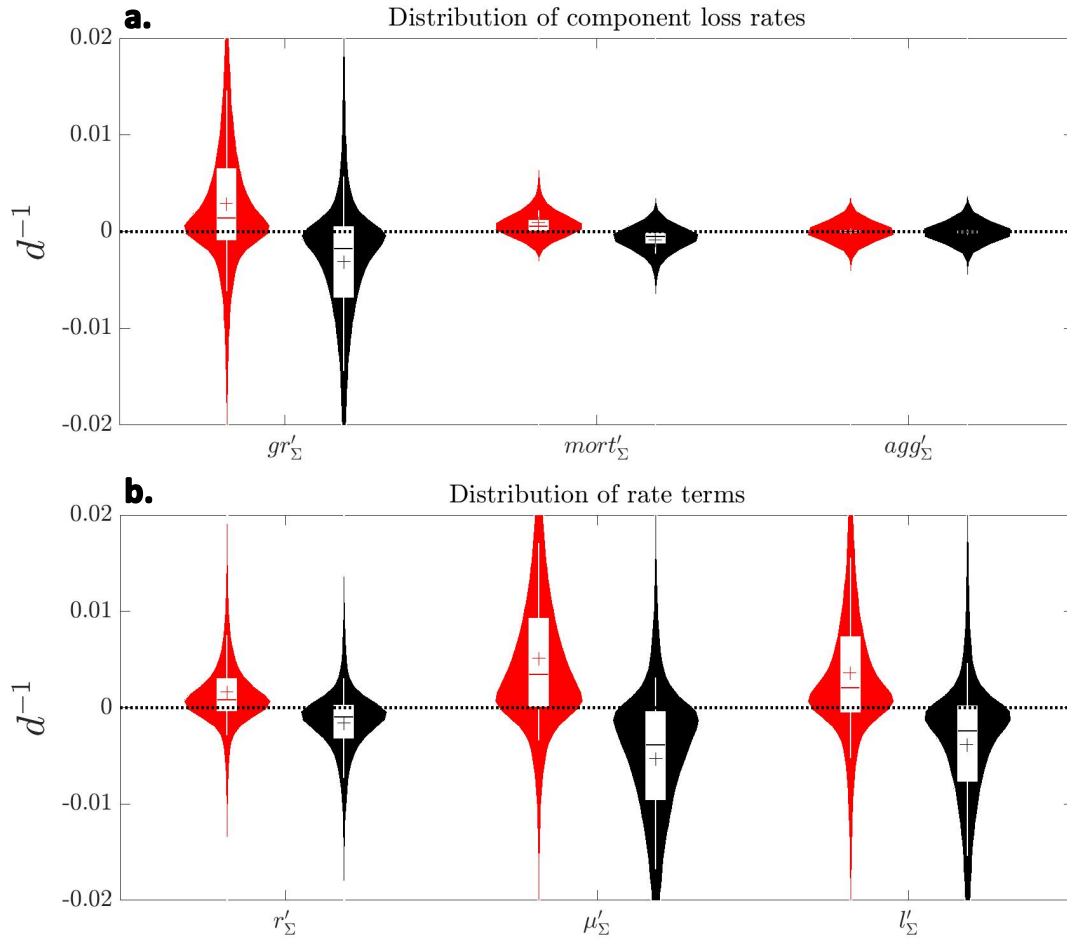 a.
Distribution of component loss rates
0.02
0.01
0
-0.01
-0.02
d⁻¹
gr′_Σ mort′_Σ agg′_Σ
b.
Distribution of rate terms
0.02
0.01
0
-0.01
-0.02
d⁻¹
r′_Σ μ′_Σ l′_Σ